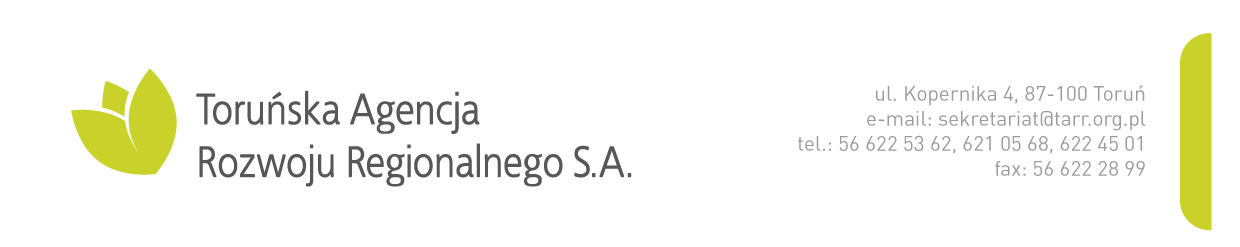 Toruńska Agencja
Rozwoju Regionalnego S.A.
ul. Kopernika 4, 87-100 Toruń
e-mail: sekretariat@tarr.org.pl
tel.: 56 622 53 62, 621 05 68, 622 45 01
fax: 56 622 28 99